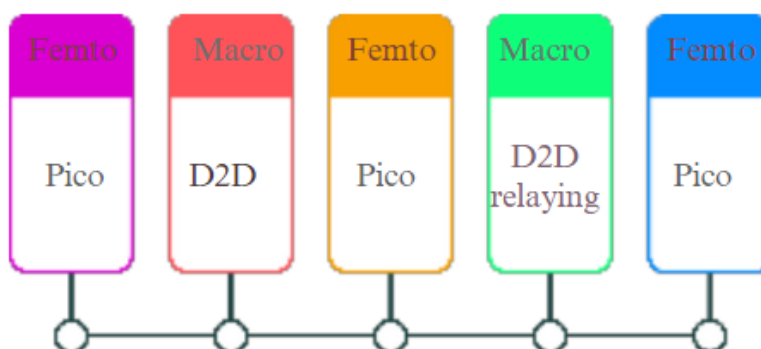 Femto
Macro
Femto
Macro
Femto
Pico
D2D
Pico
D2D
relaying
Pico